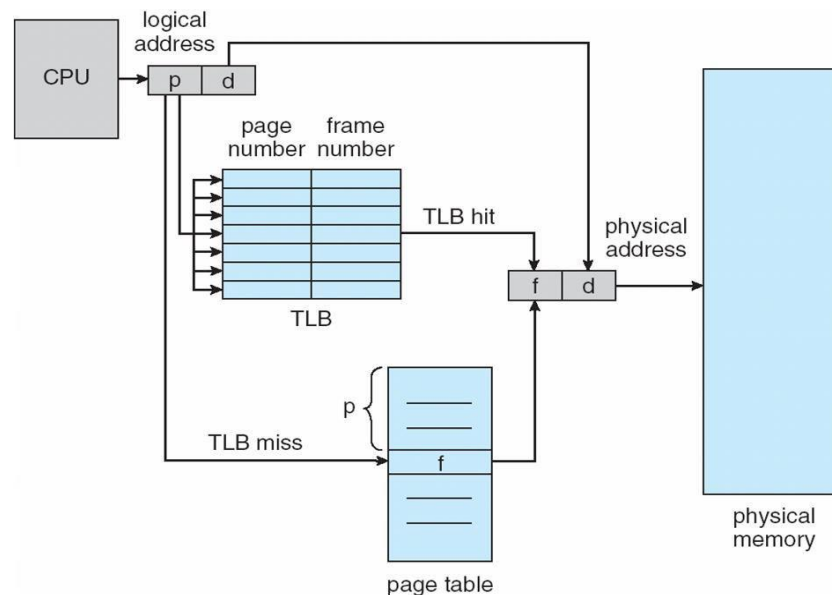 logical
address
CPU
p
d
page
number
frame
number
TLB hit
physical
address
f
d
TLB
p
TLB miss
f
physical
memory
page table